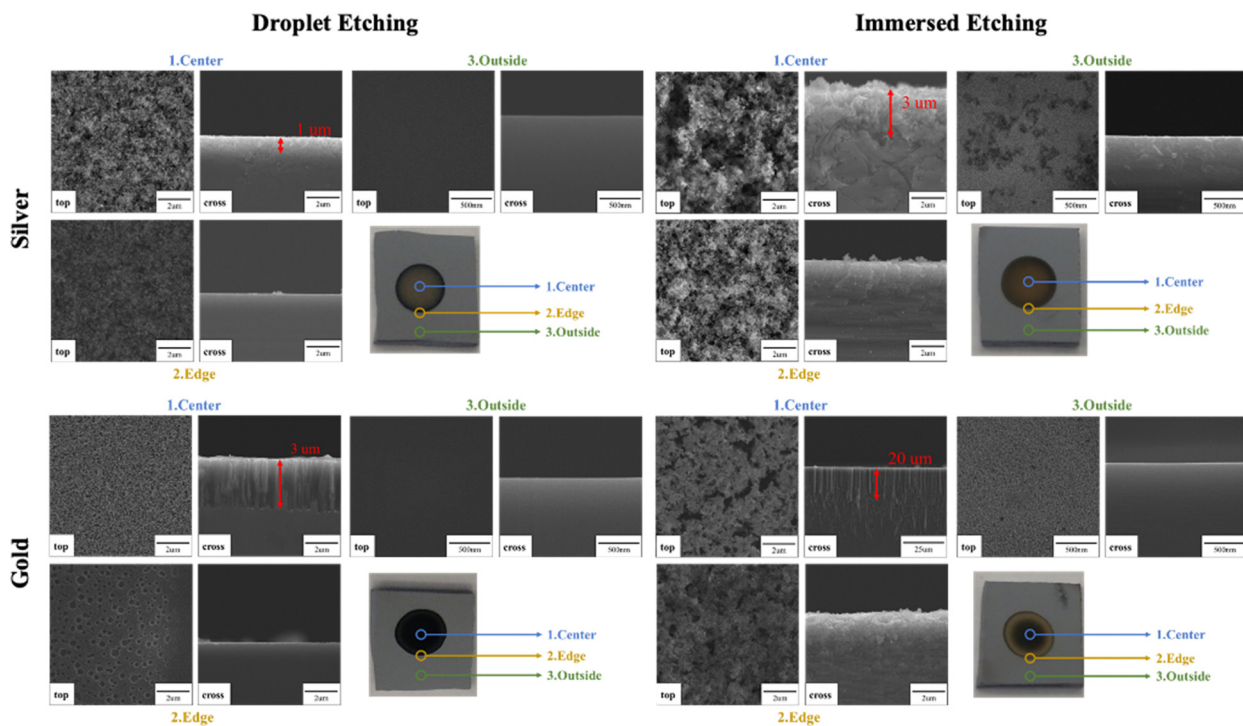 Droplet Etching
Immersed Etching
Silver
1.Center
3.Outside
1.Center
3.Outside
1 um
3 um
top
2um
cross
2um
top
500nm
cross
500nm
top
2um
cross
2um
top
500nm
cross
500nm
top
2um
cross
2um
1.Center
2.Edge
3.Outside
top
2um
cross
2um
1.Center
2.Edge
3.Outside
2.Edge
2.Edge
Gold
1.Center
3.Outside
1.Center
3.Outside
3 um
20 um
top
2um
cross
2um
top
500nm
cross
500nm
top
2um
cross
25um
top
500nm
cross
500nm
top
2um
cross
2um
1.Center
2.Edge
3.Outside
top
2um
cross
2um
1.Center
2.Edge
3.Outside
2.Edge
2.Edge